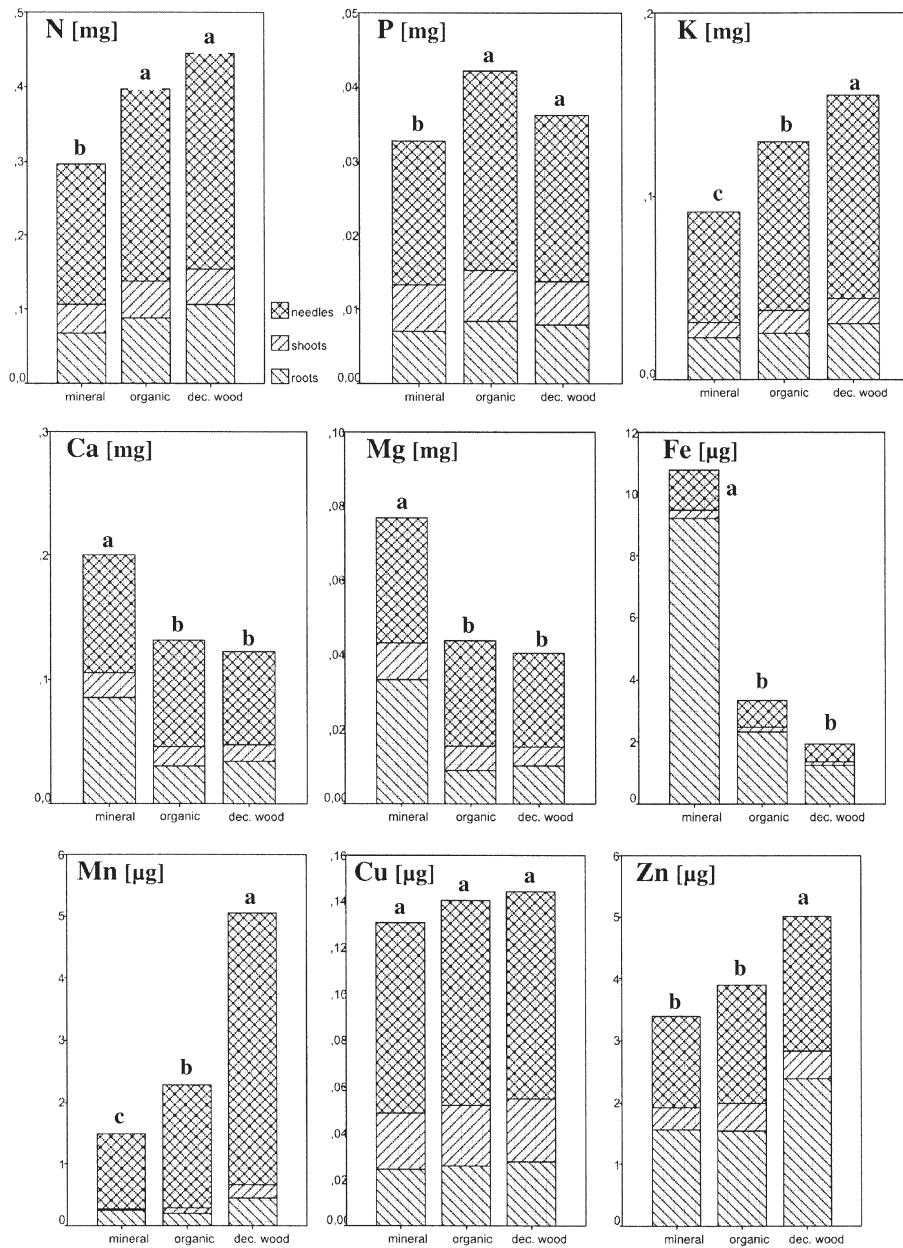 N [mg]
,5
,4
,3
,2
,1
0,0
b
a
a
mineral organic dec. wood
needles
shoots
roots
P [mg]
,05
,04
,03
,02
,01
0,00
b
a
a
mineral organic dec. wood
K [mg]
,2
,1
0,0
c
b
a
mineral organic dec. wood
Ca [mg]
,3
,2
,1
0,0
a
b
b
mineral organic dec. wood
Mg [mg]
,10
,08
,06
,04
,02
0,00
a
b
b
mineral organic dec. wood
Fe [µg]
12
10
8
6
4
2
0
a
b
b
mineral organic dec. wood
Mn [µg]
6
5
4
3
2
1
0
c
b
a
mineral organic dec. wood
Cu [µg]
,16
,14
,12
,10
,08
,06
,04
,02
0,00
a
a
a
mineral organic dec. wood
Zn [µg]
6
5
4
3
2
1
0
b
b
a
mineral organic dec. wood